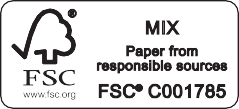 FSC
www.fsc.org
MIX
Paper from
responsible sources
FSC® C001785